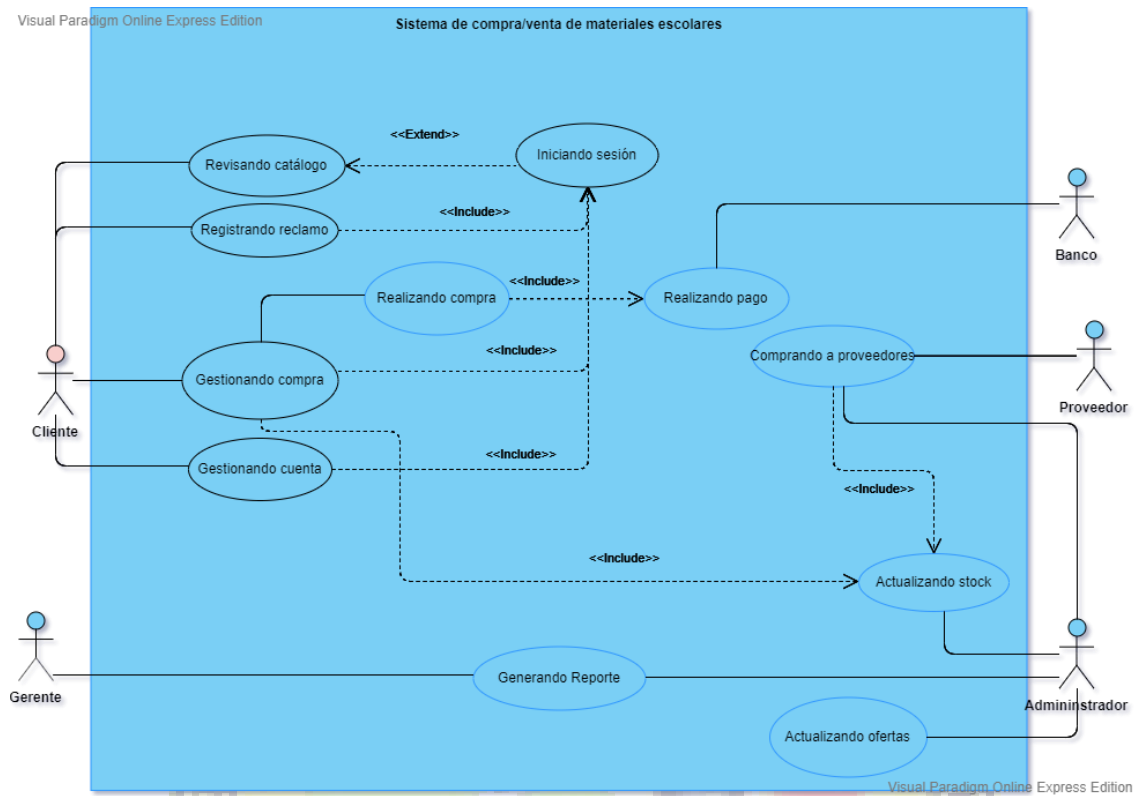 Visual Paradigm Online Express Edition
Sistema de compra/venta de materiales escolares
<<Extend>>
Iniciando sesión
Revisando catálogo
<<Include>>
Registrando reclamo
Banco
<<Include>>
Realizando compra
Realizando pago
<<Include>>
Comprando a proveedores
Gestionando compra
Proveedor
Cliente
<<Include>>
Gestionando cuenta
<<Include>>
<<Include>>
Actualizando stock
Generando Reporte
Gerente
Admininstrador
Actualizando ofertas
Visual Paradigm Online Express Edition